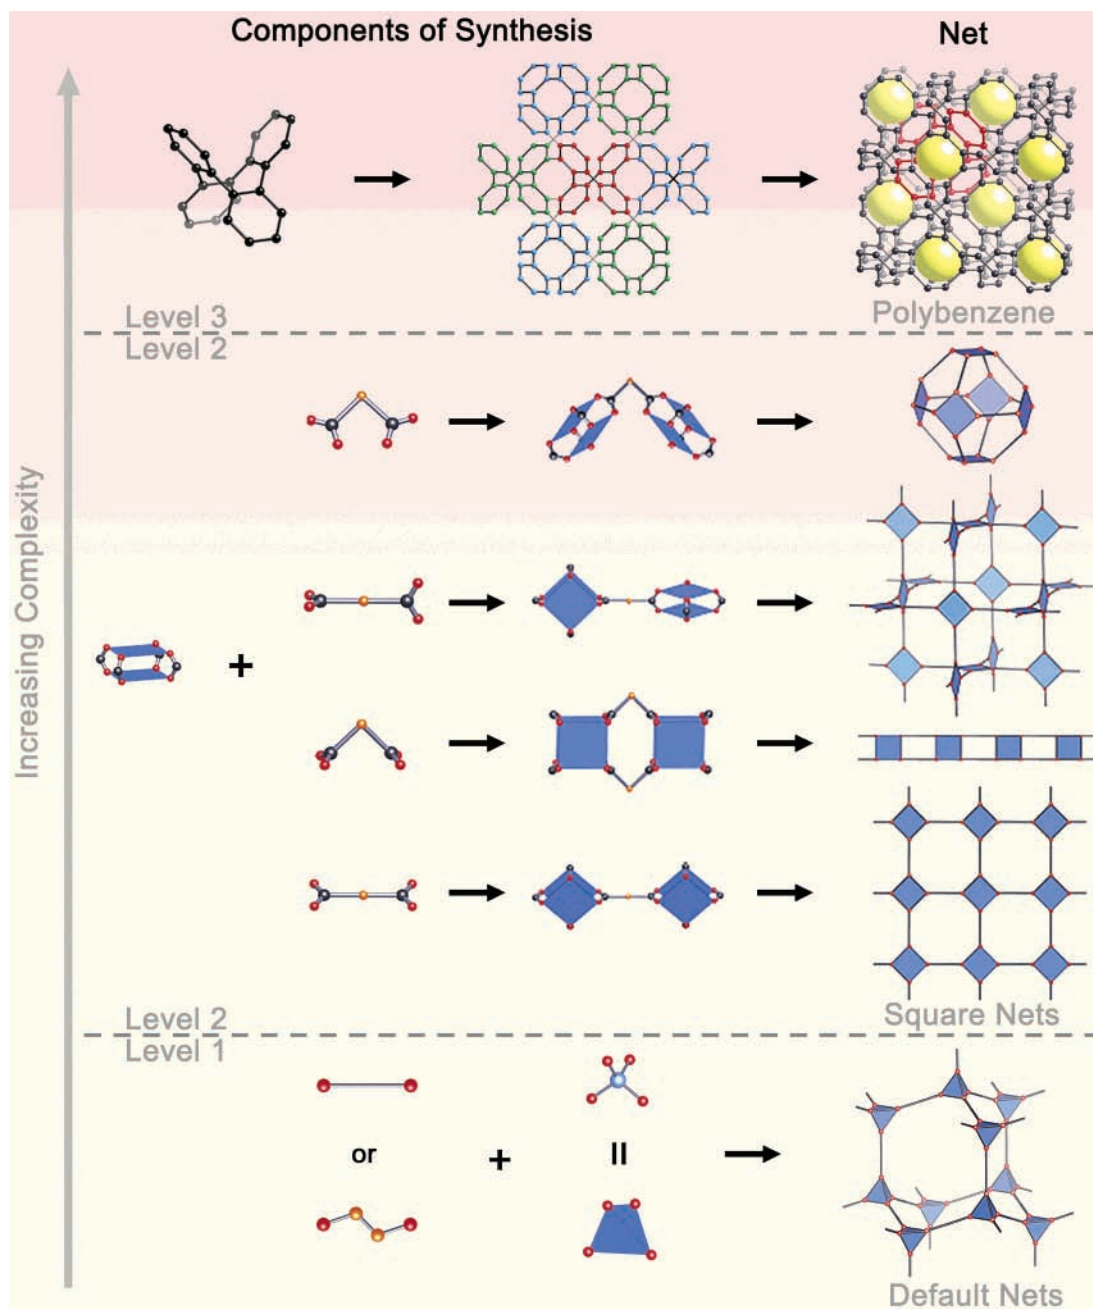 Components of Synthesis
Net
Increasing Complexity
Level 3
Polybenzene
Level 2
+
Level 2
Square Nets
Level 1
or
+
=
Default Nets